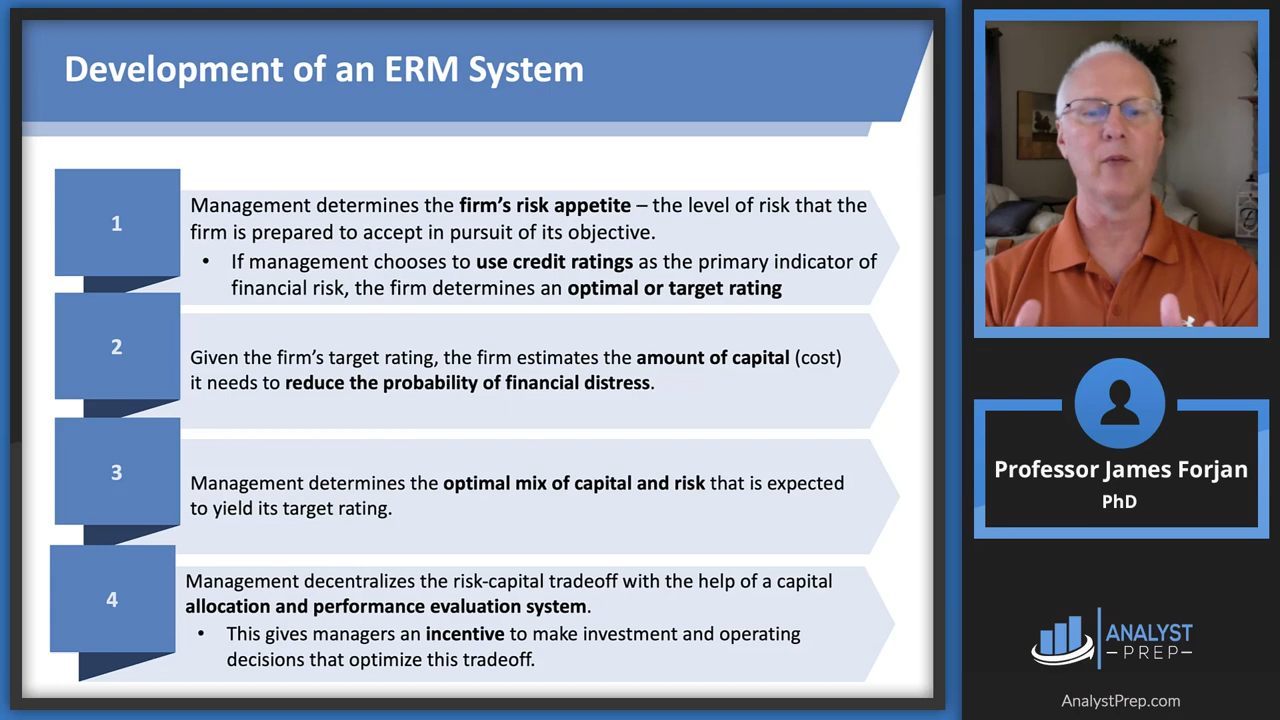 Development of an ERM System
1
Management determines the firm's risk appetite – the level of risk that the
firm is prepared to accept in pursuit of its objective.
• If management chooses to use credit ratings as the primary indicator of
financial risk, the firm determines an optimal or target rating
2
Given the firm's target rating, the firm estimates the amount of capital (cost)
it needs to reduce the probability of financial distress.
3
Management determines the optimal mix of capital and risk that is expected
to yield its target rating.
4
Management decentralizes the risk-capital tradeoff with the help of a capital
allocation and performance evaluation system.
• This gives managers an incentive to make investment and operating
decisions that optimize this tradeoff.
Professor James Forjan
PhD
ANALYST
–PREP–
AnalystPrep.com